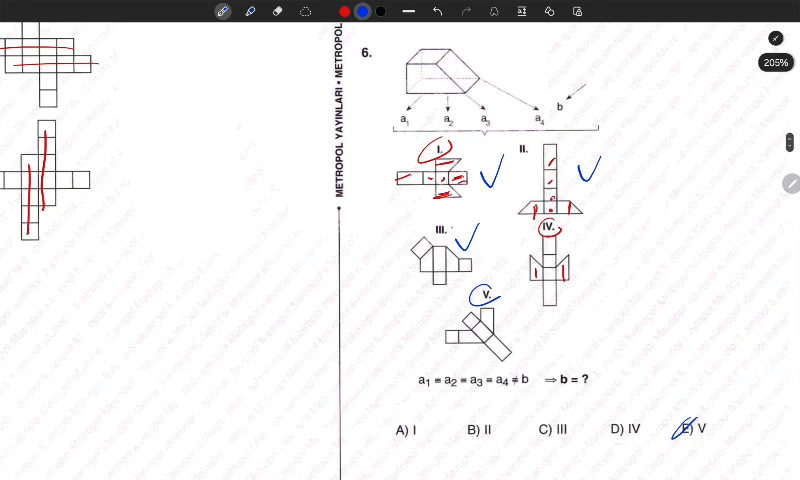 205%
METROPOL YAYINLARI • METROPOL
6.
a₁ a₂ a₃ a₄ b
I. II.
III. IV.
V.
a₁ ≡ a₂ ≡ a₃ ≡ a₄ ≢ b ⇒ b = ?
A) I B) II C) III D) IV E) V